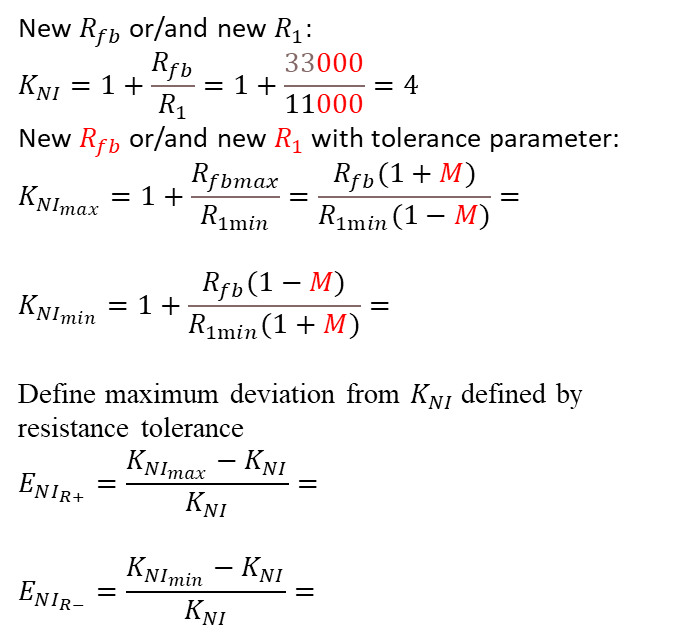 New R_{fb} or/and new R_1:
K_{NI} = 1 + \frac{R_{fb}}{R_1} = 1 + \frac{33000}{11000} = 4
New R_{fb} or/and new R_1 with tolerance parameter:
K_{NI_{max}} = 1 + \frac{R_{fbmax}}{R_{1min}} = \frac{R_{fb}(1 + M)}{R_{1min}(1 - M)} =
K_{NI_{min}} = 1 + \frac{R_{fb}(1 - M)}{R_{1min}(1 + M)} =
Define maximum deviation from K_{NI} defined by
resistance tolerance
E_{NI_{R+}} = \frac{K_{NI_{max}} - K_{NI}}{K_{NI}} =
E_{NI_{R-}} = \frac{K_{NI_{min}} - K_{NI}}{K_{NI}} =